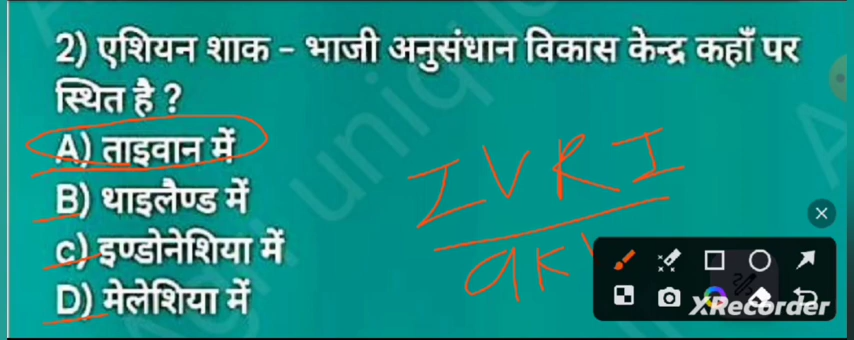 2) एशियन शाक - भाजी अनुसंधान विकास केन्द्र कहाँ पर
स्थित है ?
A) ताइवान में
B) थाइलैण्ड में
C) इण्डोनेशिया में
D) मेलेशिया में
IVRI
XRecorder